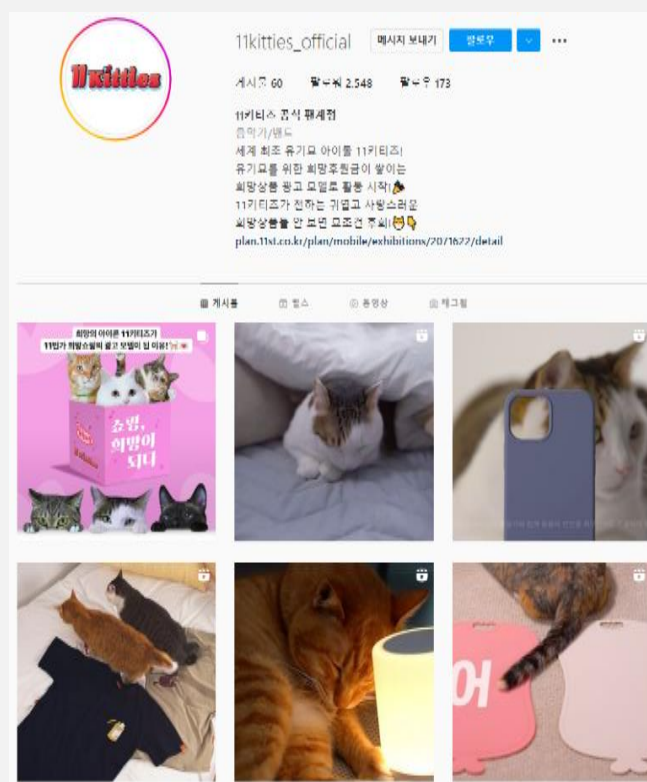 11kitties_official 메시지 보내기 팔로우
게시물 60 팔로워 2,548 팔로우 173
11키티즈 공식 팬계정
음악가/밴드
세계 최초 유기묘 아이돌 11키티즈!
유기묘를 위한 희망후원금이 쌓이는
희망상품 광고 모델로 활동 시작!🎉
11키티즈가 전하는 귀엽고 사랑스러운
희망상품들 안 보면 묘조건 후회!
plan.11st.co.kr/plan/mobile/exhibitions/2071622/detail
11Kitties
게시물 릴스 동영상 태그됨
희망의 아이콘 11키티즈가
11번가 희망쇼핑의 광고 모델이 된 이유!
쇼핑,
희망이
되다
어